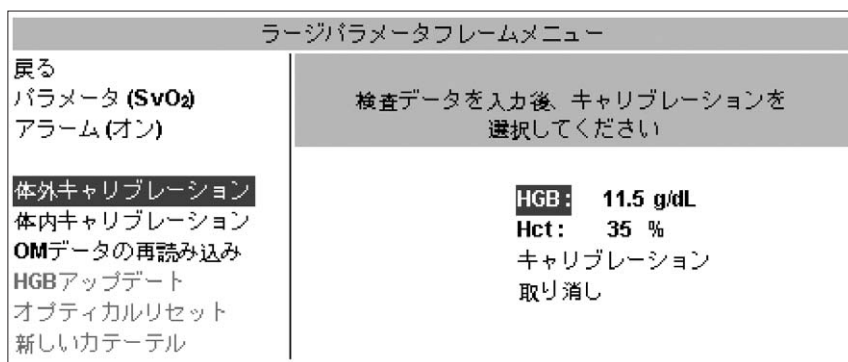 ラージパラメータフレームメニュー
戻る
パラメータ (SvO₂)
アラーム (オン)
体外キャリブレーション
体内キャリブレーション
OMデータの再読み込み
HGBアップデート
オプティカルリセット
新しいカテーテル
検査データを入力後、キャリブレーションを
選択してください
HGB: 11.5 g/dL
Hct: 35 %
キャリブレーション
取り消し